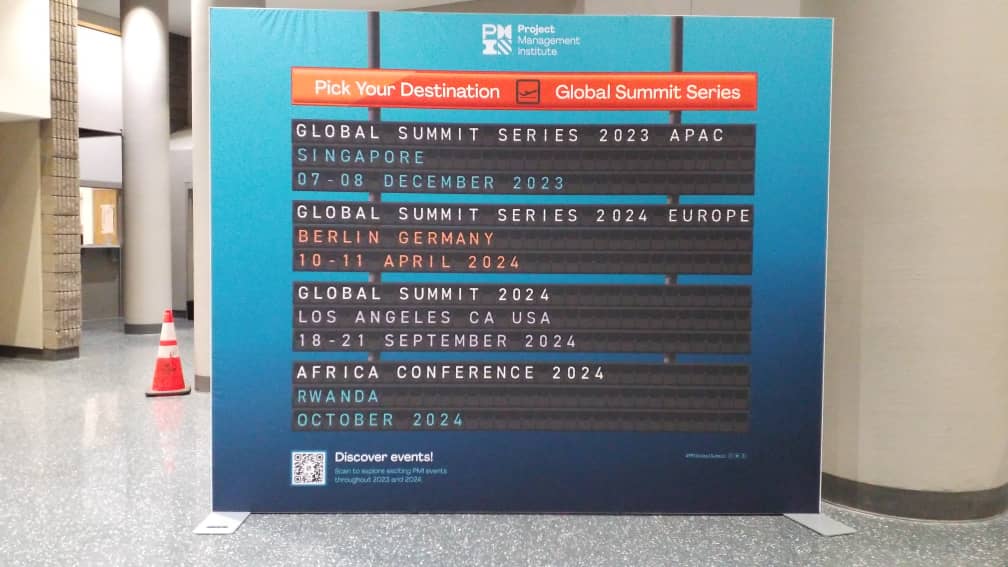 Project
Management
Institute
Pick Your Destination Global Summit Series
GLOBAL SUMMIT SERIES 2023 APAC
SINGAPORE
07-08 DECEMBER 2023
GLOBAL SUMMIT SERIES 2024 EUROPE
BERLIN GERMANY
10-11 APRIL 2024
GLOBAL SUMMIT 2024
LOS ANGELES CA USA
18-21 SEPTEMBER 2024
AFRICA CONFERENCE 2024
RWANDA
OCTOBER 2024
Discover events!
Scan to explore exciting PMI events
throughout 2023 and 2024.